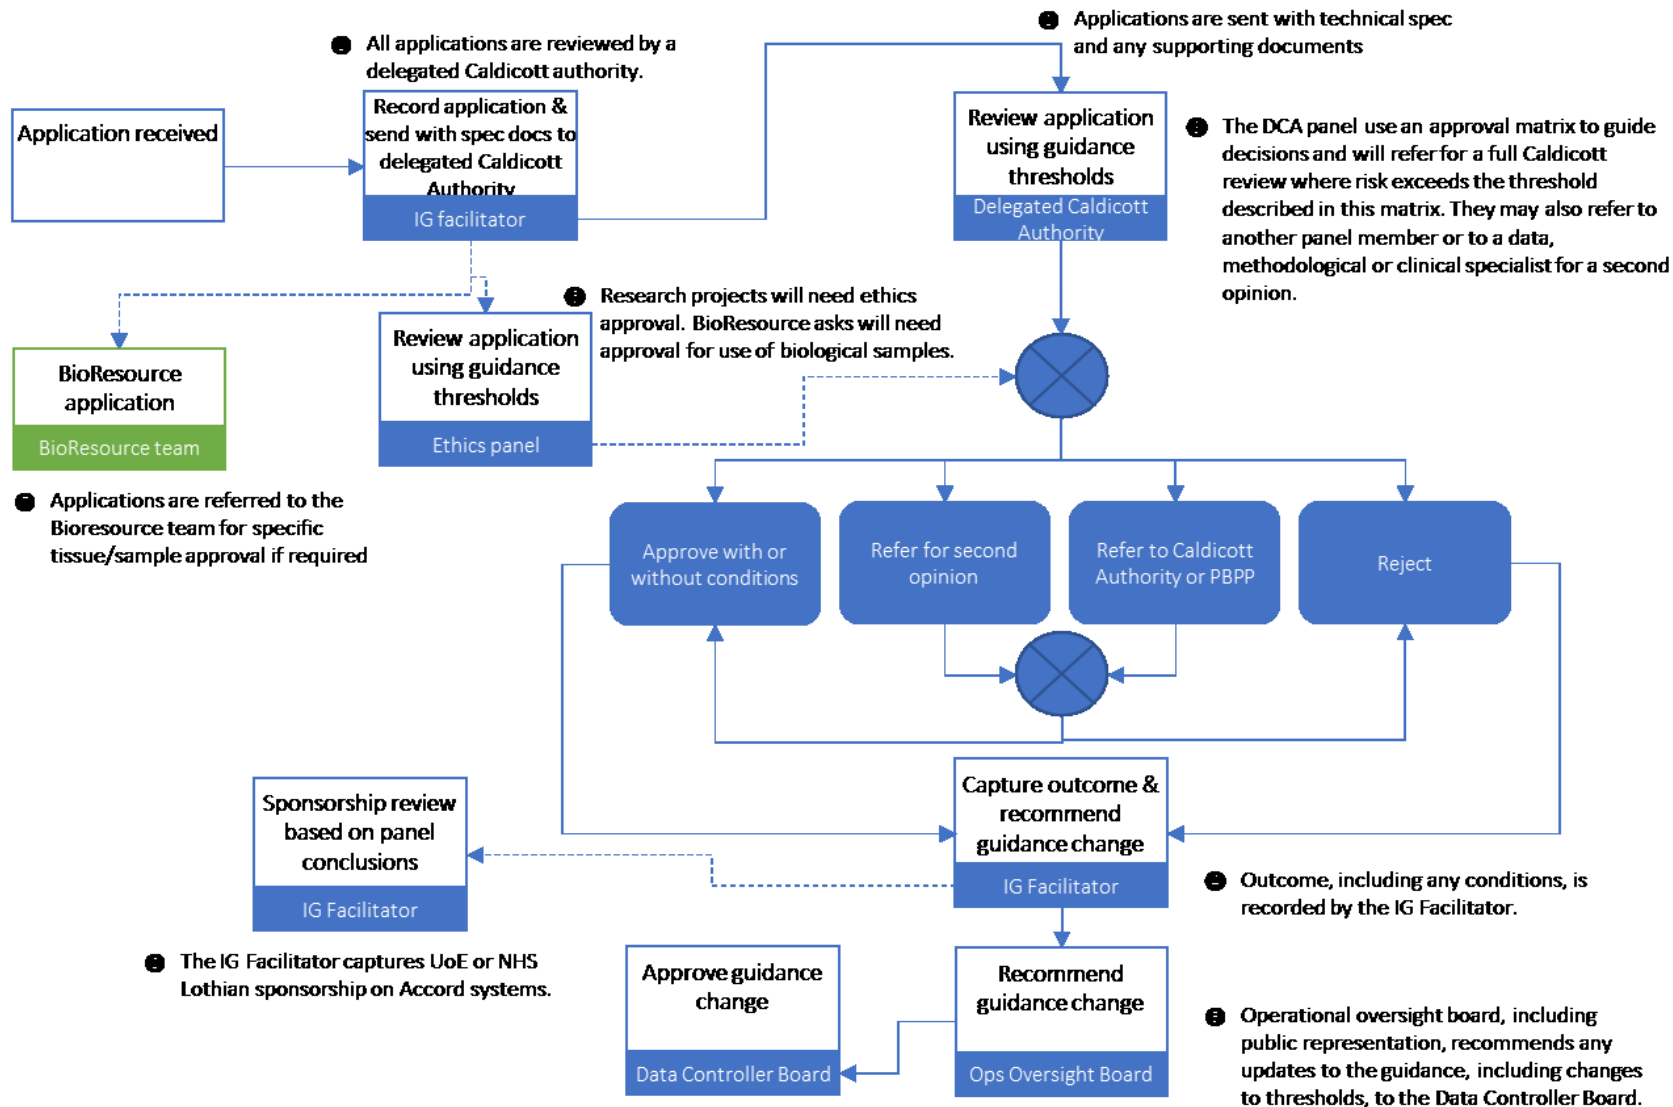 Applications are sent with technical spec
and any supporting documents
All applications are reviewed by a
delegated Caldicott authority.
Application received
Record application &
send with spec docs to
delegated Caldicott
Authority
IG facilitator
Review application
using guidance
thresholds
Delegated Caldicott
Authority
The DCA panel use an approval matrix to guide
decisions and will refer for a full Caldicott
review where risk exceeds the threshold
described in this matrix. They may also refer to
another panel member or to a data,
methodological or clinical specialist for a second
opinion.
Research projects will need ethics
approval. BioResource asks will need
approval for use of biological samples.
Review application
using guidance
thresholds
Ethics panel
BioResource
application
BioResource team
Applications are referred to the
Bioresource team for specific
tissue/sample approval if required
Approve with or
without conditions
Refer for second
opinion
Refer to Caldicott
Authority or PBPP
Reject
Sponsorship review
based on panel
conclusions
IG Facilitator
Capture outcome &
recommend
guidance change
IG Facilitator
Outcome, including any conditions, is
recorded by the IG Facilitator.
The IG Facilitator captures UoE or NHS
Lothian sponsorship on Accord systems.
Approve guidance
change
Data Controller Board
Recommend
guidance change
Ops Oversight Board
Operational oversight board, including
public representation, recommends any
updates to the guidance, including changes
to thresholds, to the Data Controller Board.